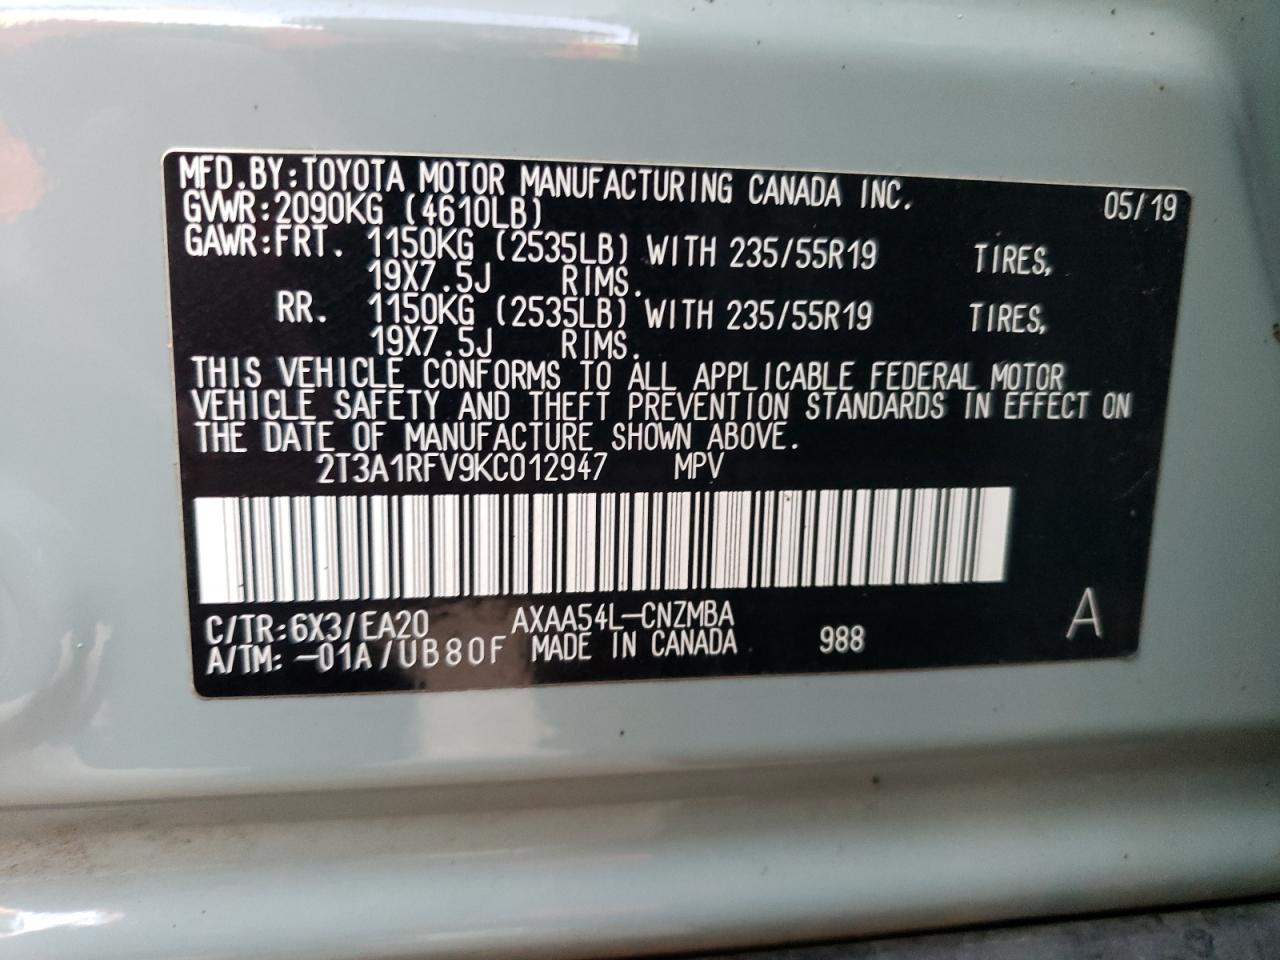 MFD.BY:TOYOTA MOTOR MANUFACTURING CANADA INC. 05/19
GVWR:2090KG (4610LB)
GAWR:FRT. 1150KG (2535LB) WITH 235/55R19 TIRES,
19X7.5J RIMS.
RR. 1150KG (2535LB) WITH 235/55R19 TIRES,
19X7.5J RIMS.
THIS VEHICLE CONFORMS TO ALL APPLICABLE FEDERAL MOTOR
VEHICLE SAFETY AND THEFT PREVENTION STANDARDS IN EFFECT ON
THE DATE OF MANUFACTURE SHOWN ABOVE.
2T3A1RFV9KC012947 MPV
C/TR:6X3/EA20 AXAA54L-CNZMBA A
A/TM:-01A/UB80F MADE IN CANADA 988